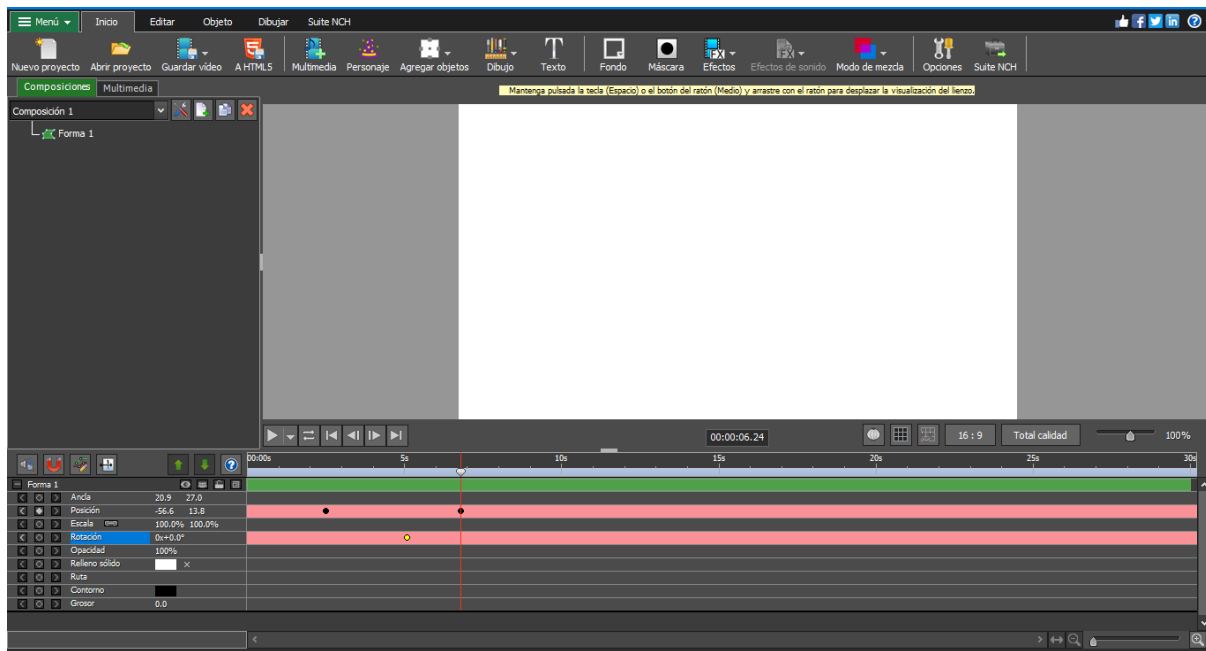 Menú Inicio Editar Objeto Dibujar Suite NCH
Nuevo proyecto Abrir proyecto Guardar vídeo A HTML5 Multimedia Personaje Agregar objetos Dibujo Texto Fondo Máscara Efectos Efectos de sonido Modo de mezcla Opciones Suite NCH
Composiciones Multimedia
Mantenga pulsada la tecla (Espacio) o el botón del ratón (Medio) y arrastre con el ratón para desplazar la visualización del lienzo.
Composición 1
Forma 1
00:00:06.24 16 : 9 Total calidad 100%
00:00s 5s 10s 15s 20s 25s 30s
Forma 1
Ancla 20.9 27.0
Posición -56.6 13.8
Escala 100.0% 100.0%
Rotación 0x+0.0°
Opacidad 100%
Relleno sólido
Ruta
Contorno
Grosor 0.0